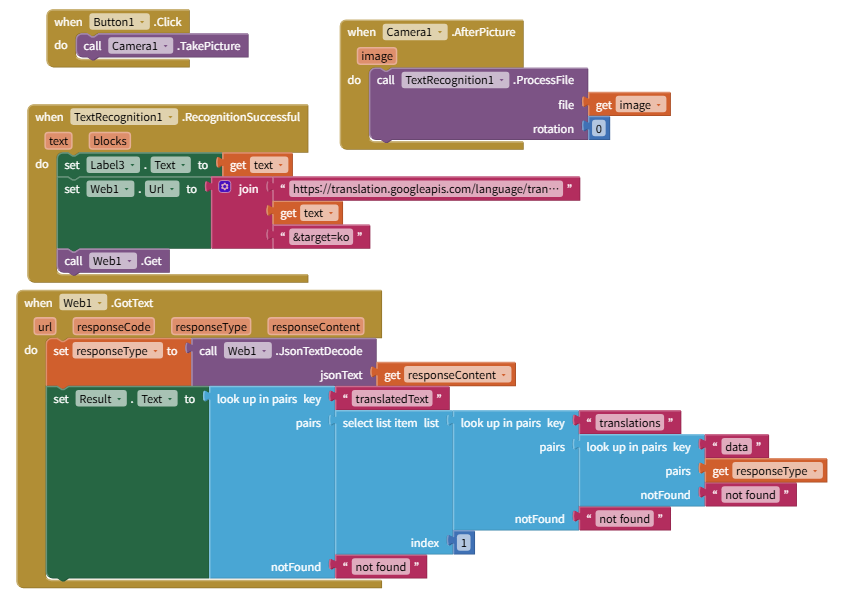 when Button1 .Click
do call Camera1 .TakePicture
when Camera1 .AfterPicture
image
do call TextRecognition1 .ProcessFile
file get image
rotation 0
when TextRecognition1 .RecognitionSuccessful
text blocks
do set Label3 . Text to get text
set Web1 . Url to join " https://translation.googleapis.com/language/tran··· "
get text
" &target=ko "
call Web1 .Get
when Web1 .GotText
url responseCode responseType responseContent
do set responseType to call Web1 .JsonTextDecode
jsonText get responseContent
set Result . Text to look up in pairs key " translatedText "
pairs select list item list look up in pairs key " translations "
pairs look up in pairs key " data "
pairs get responseType
notFound " not found "
notFound " not found "
index 1
notFound " not found "